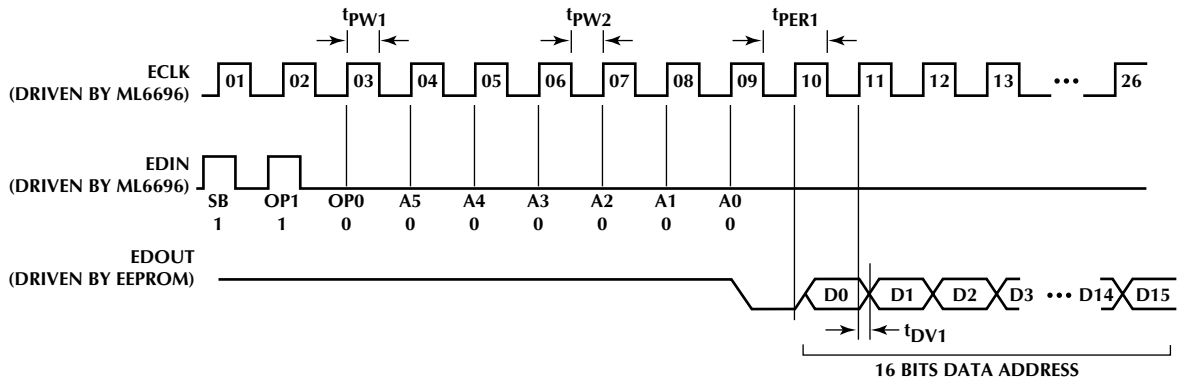 tPW1 tPW2 tPER1
ECLK
(DRIVEN BY ML6696)
01 02 03 04 05 06 07 08 09 10 11 12 13 ••• 26
EDIN
(DRIVEN BY ML6696)
SB OP1 OP0 A5 A4 A3 A2 A1 A0
1 1 0 0 0 0 0 0 0
EDOUT
(DRIVEN BY EEPROM)
D0 D1 D2 D3 ••• D14 D15
tDV1
16 BITS DATA ADDRESS